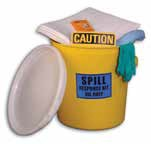 CAUTION
SPILL
RESPONSE KIT
OIL ONLY